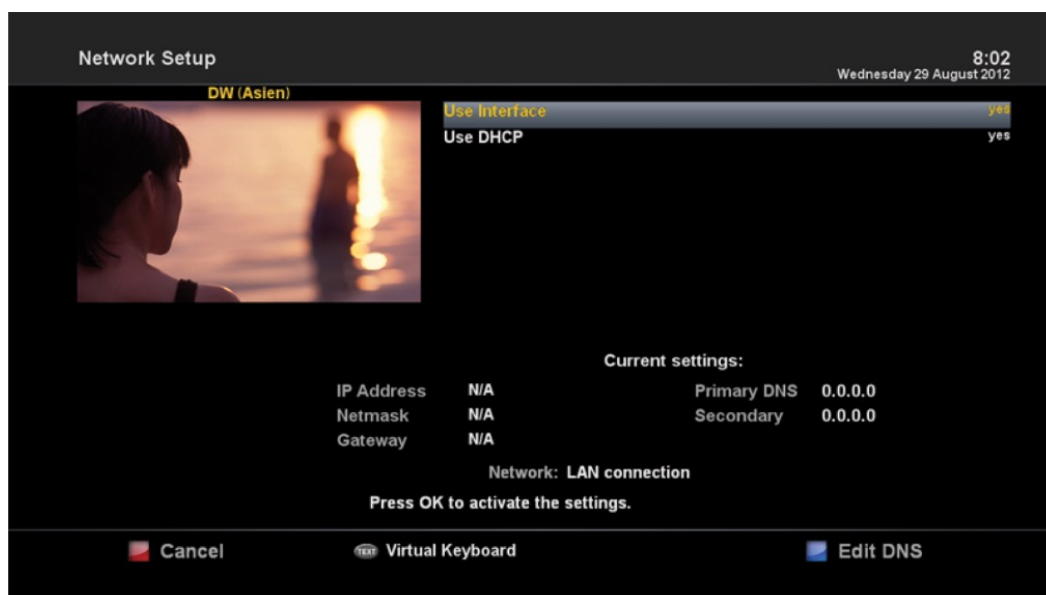 Network Setup
8:02
Wednesday 29 August 2012
DW (Asien)
Use Interface yes
Use DHCP yes
Current settings:
IP Address N/A Primary DNS 0.0.0.0
Netmask N/A Secondary 0.0.0.0
Gateway N/A
Network: LAN connection
Press OK to activate the settings.
Cancel TEXT Virtual Keyboard Edit DNS